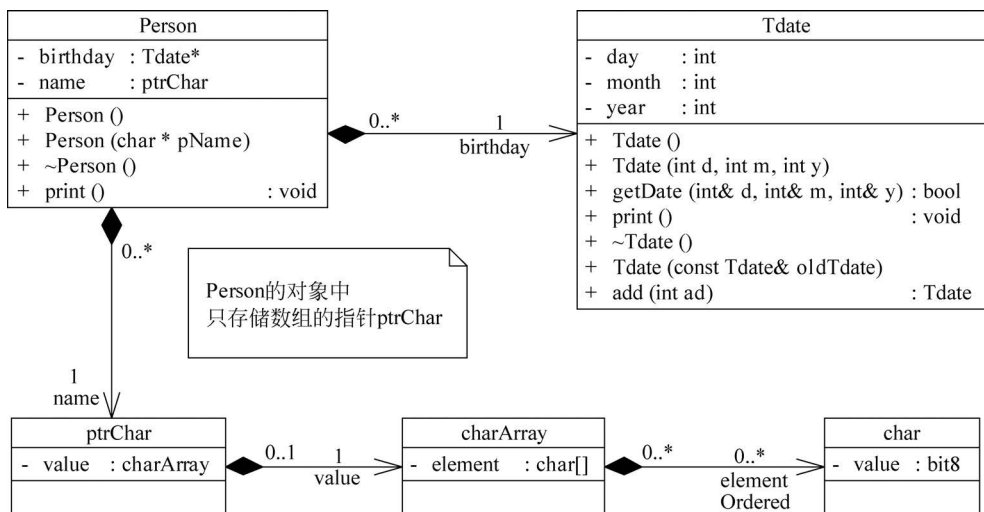 Person
- birthday : Tdate*
- name : ptrChar
+ Person ()
+ Person (char * pName)
+ ~Person ()
+ print () : void
0..*
1
birthday
Tdate
- day : int
- month : int
- year : int
+ Tdate ()
+ Tdate (int d, int m, int y)
+ getDate (int& d, int& m, int& y) : bool
+ print () : void
+ ~Tdate ()
+ Tdate (const Tdate& oldTdate)
+ add (int ad) : Tdate
0..*
Person的对象中
只存储数组的指针ptrChar
1
name
ptrChar
- value : charArray
0..1
1
value
charArray
- element : char[]
0..*
0..*
element
Ordered
char
- value : bit8